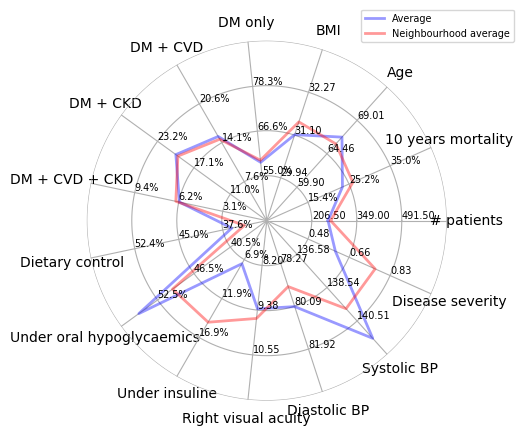 Average
Neighbourhood average
DM only
BMI
DM + CVD
Age
DM + CKD
10 years mortality
DM + CVD + CKD
# patients
Dietary control
Disease severity
Under oral hypoglycaemics
Systolic BP
Under insuline
Diastolic BP
Right visual acuity
78.3%
66.6%
55.0%
32.27
31.10
29.94
69.01
64.46
59.90
35.0%
25.2%
15.4%
206.50
349.00
491.50
0.48
0.66
0.83
136.58
138.54
140.51
78.27
80.09
81.92
8.20
9.38
10.55
6.9%
11.9%
16.9%
40.5%
46.5%
52.5%
37.6%
45.0%
52.4%
3.1%
6.2%
9.4%
11.0%
17.1%
23.2%
7.6%
14.1%
20.6%